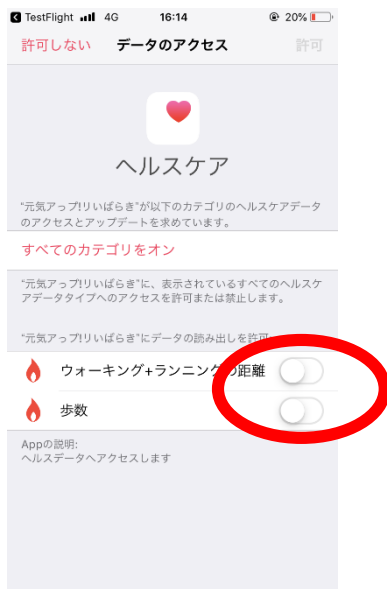 TestFlight 4G 16:14 20%
許可しない データのアクセス 許可
ヘルスケア
“元気アっプ!リいばらき”が以下のカテゴリのヘルスケアデータ
のアクセスとアップデートを求めています。
すべてのカテゴリをオン
“元気アっプ!リいばらき”に、表示されているすべてのヘルスケ
アデータタイプへのアクセスを許可または禁止します。
“元気アっプ!リいばらき”にデータの読み出しを許可
ウォーキング+ランニングの距離
歩数
Appの説明:
ヘルスデータへアクセスします